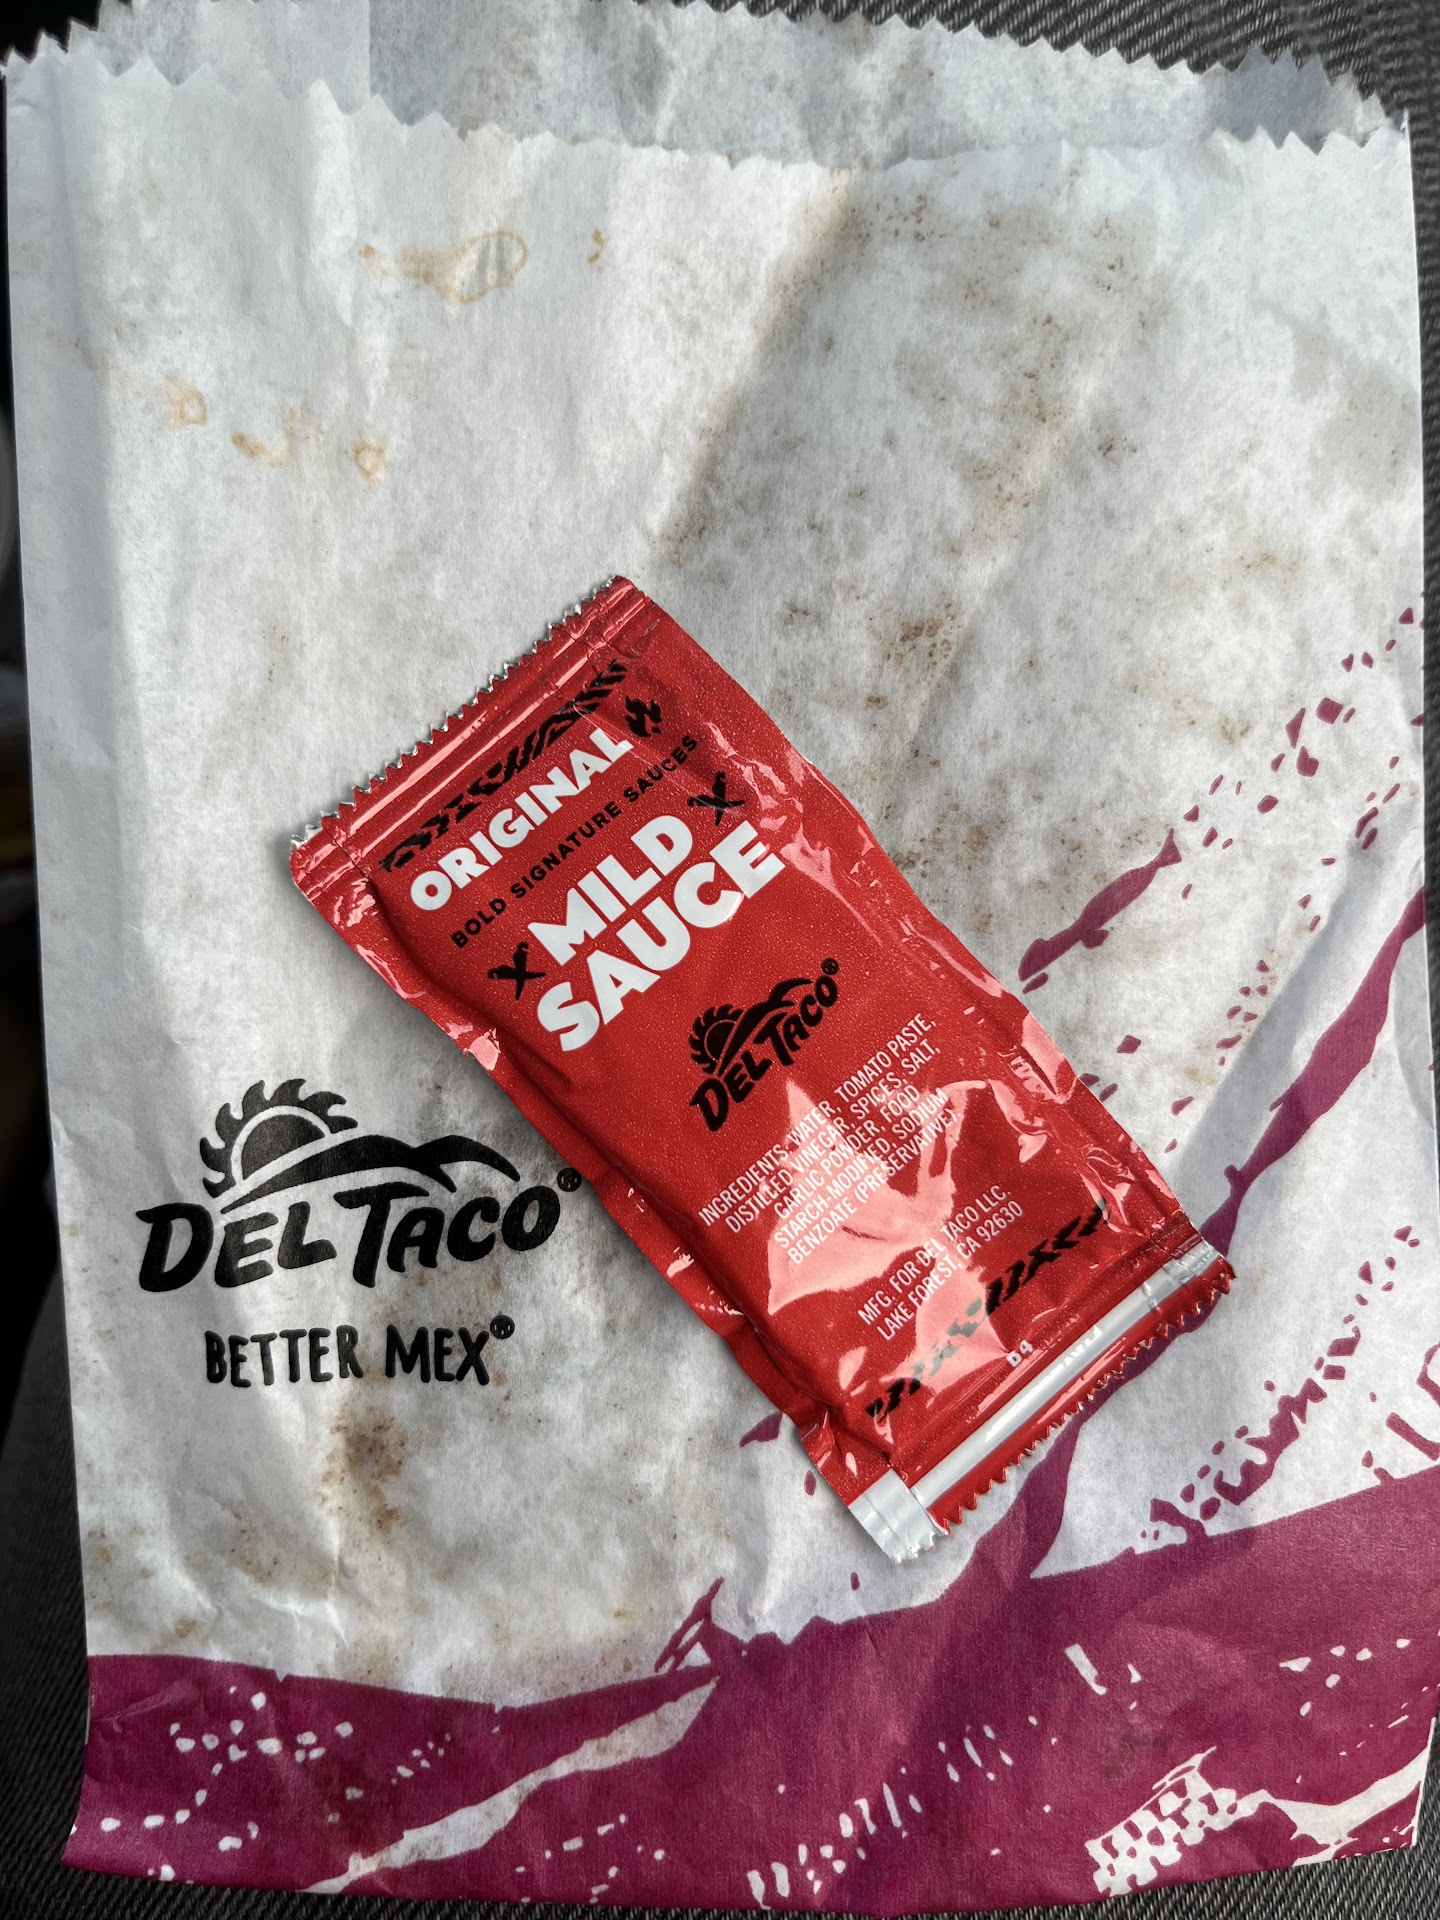 ORIGINAL
BOLD SIGNATURE SAUCES
MILD
SAUCE
DEL TACO®
INGREDIENTS: WATER, TOMATO PASTE,
DISTILLED VINEGAR, SPICES, SALT,
GARLIC POWDER, FOOD
STARCH-MODIFIED, SODIUM
BENZOATE (PRESERVATIVE).
MFG. FOR DEL TACO LLC.
LAKE FOREST, CA 92630
DEL TACO®
BETTER MEX®